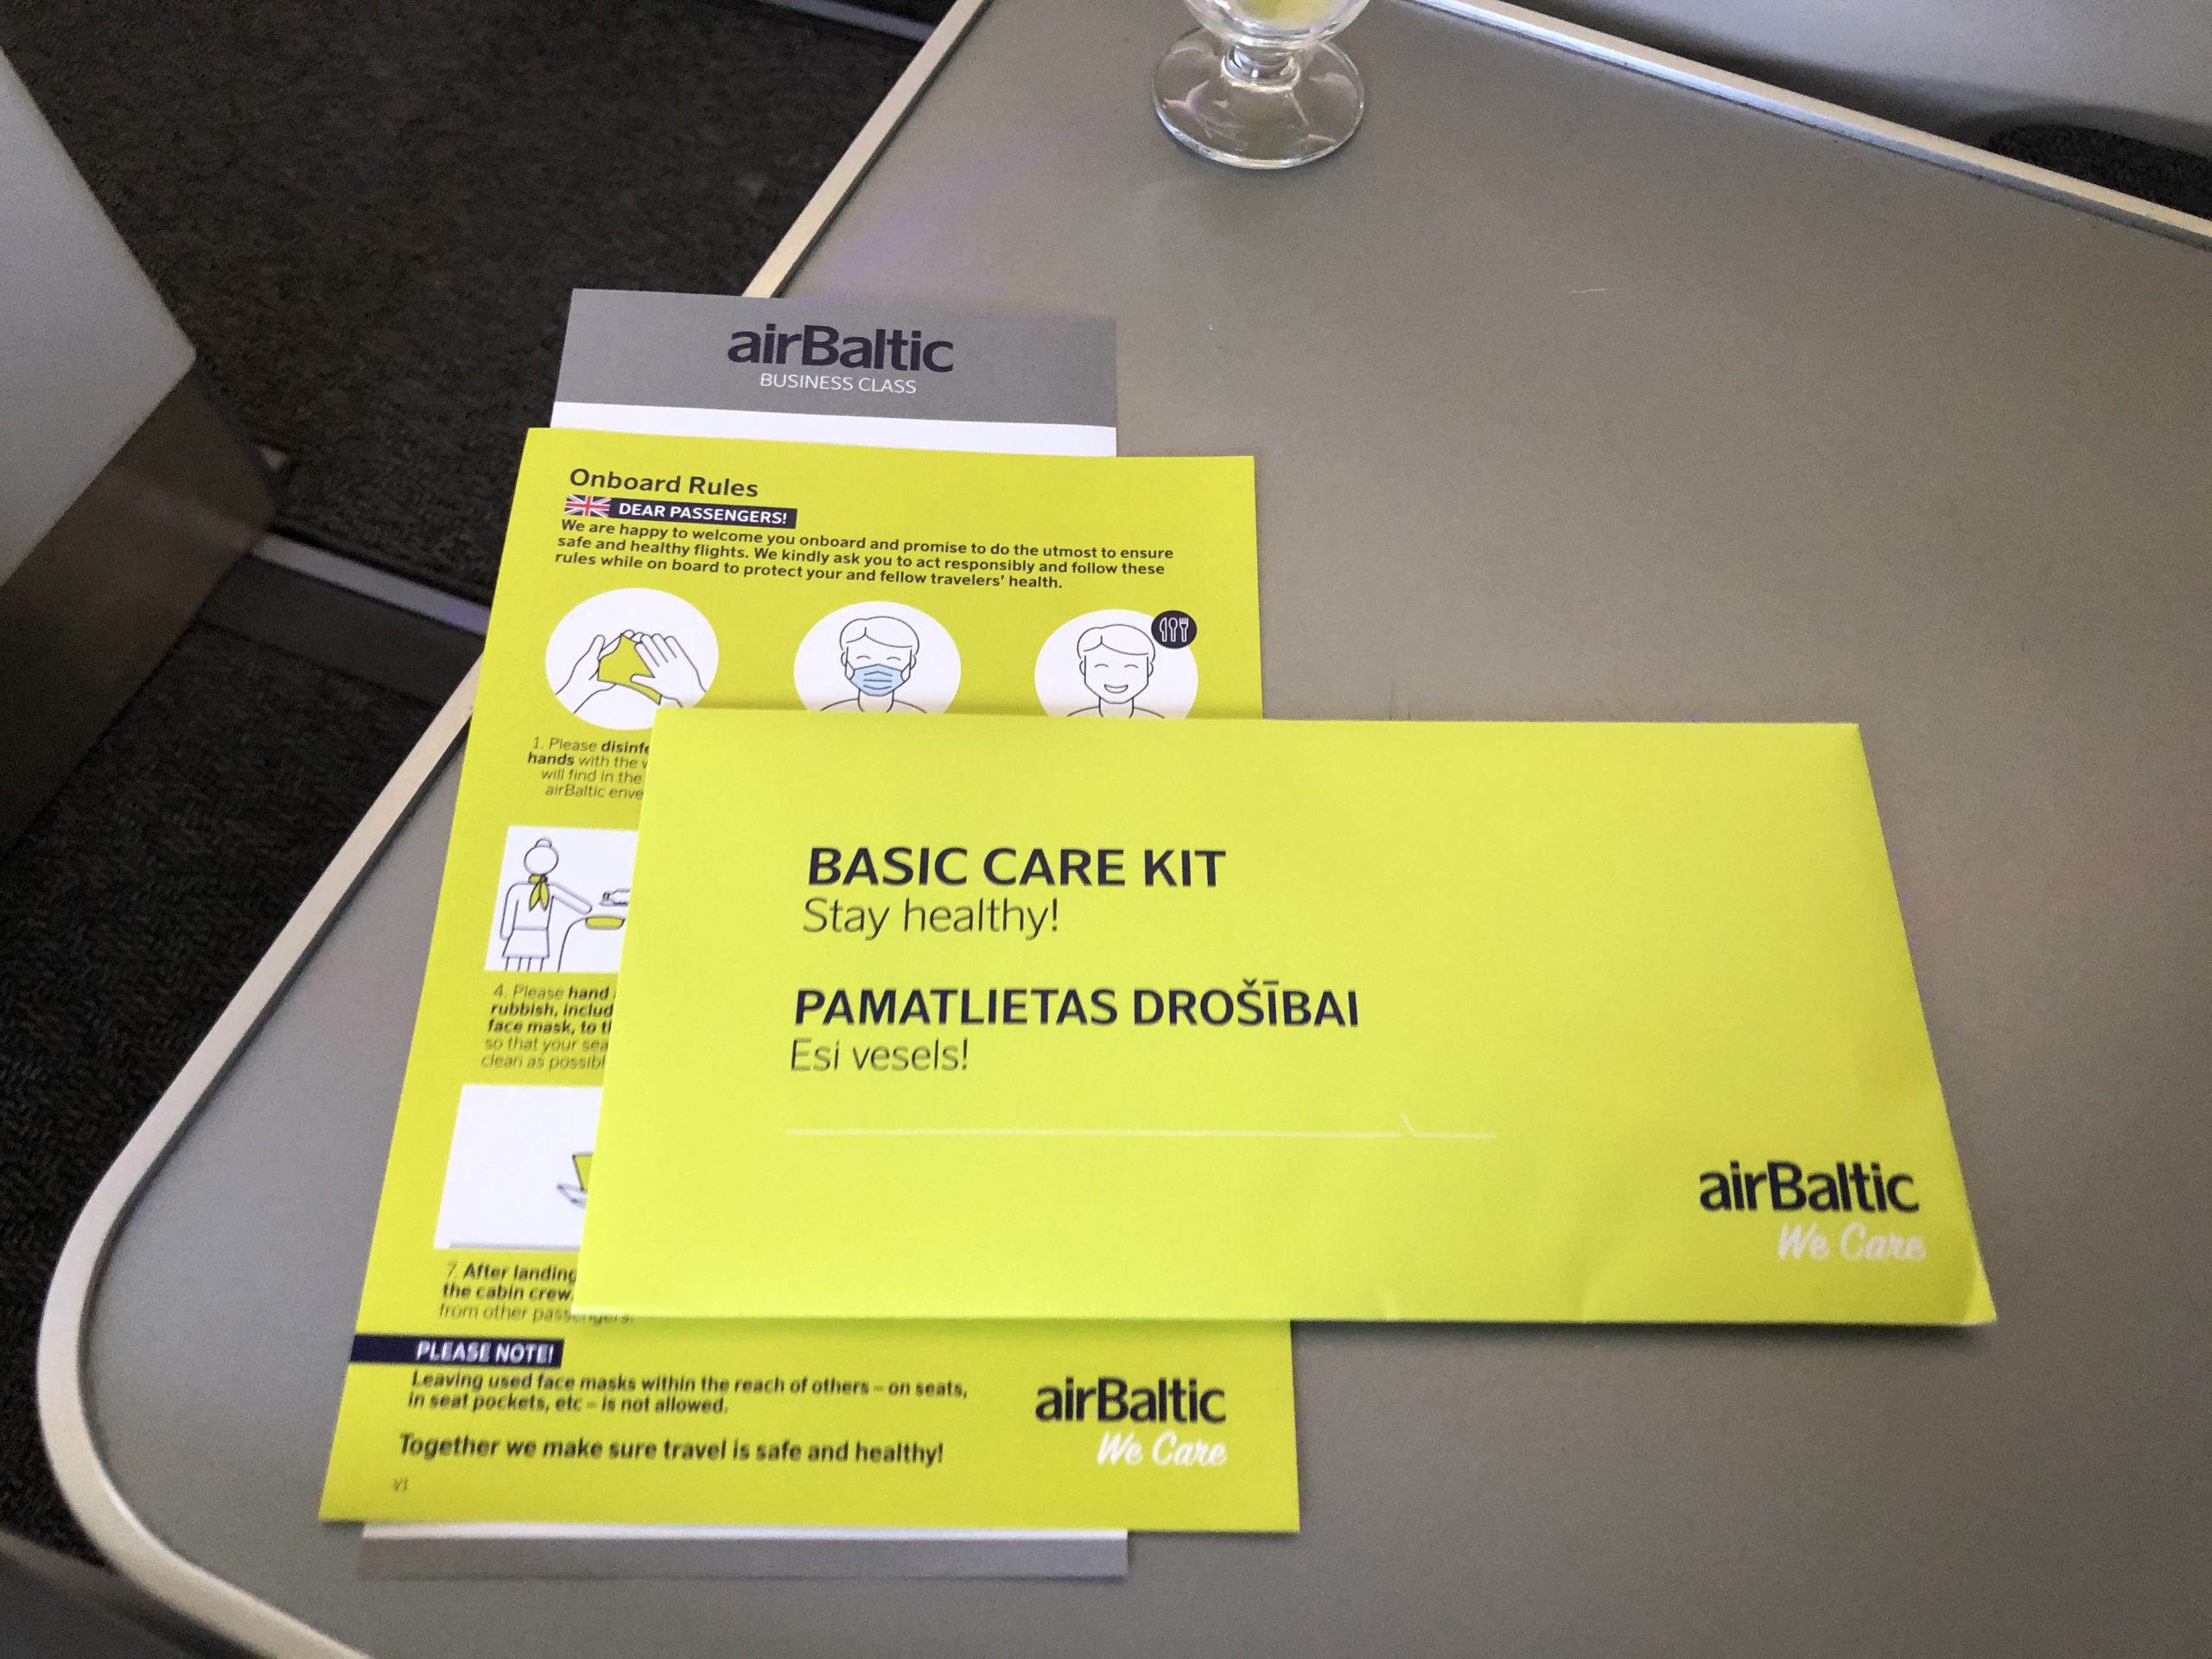 airBaltic
BUSINESS CLASS
Onboard Rules
DEAR PASSENGERS!
We are happy to welcome you onboard and promise to do the utmost to ensure
safe and healthy flights. We kindly ask you to act responsibly and follow these
rules while on board to protect your and fellow travelers' health.
1. Please
hands with the
will find in the
airBaltic
4. Please hand
rubbish,
face mask, to
so that your
clean as
7. After landing
the cabin crew.
from other passengers.
PLEASE NOTE!
Leaving used face masks within the reach of others – on seats,
in seat pockets, etc – is not allowed.
Together we make sure travel is safe and healthy!
V1
airBaltic
We Care
BASIC CARE KIT
Stay healthy!
PAMATLIETAS DROŠĪBAI
Esi vesels!
airBaltic
We Care